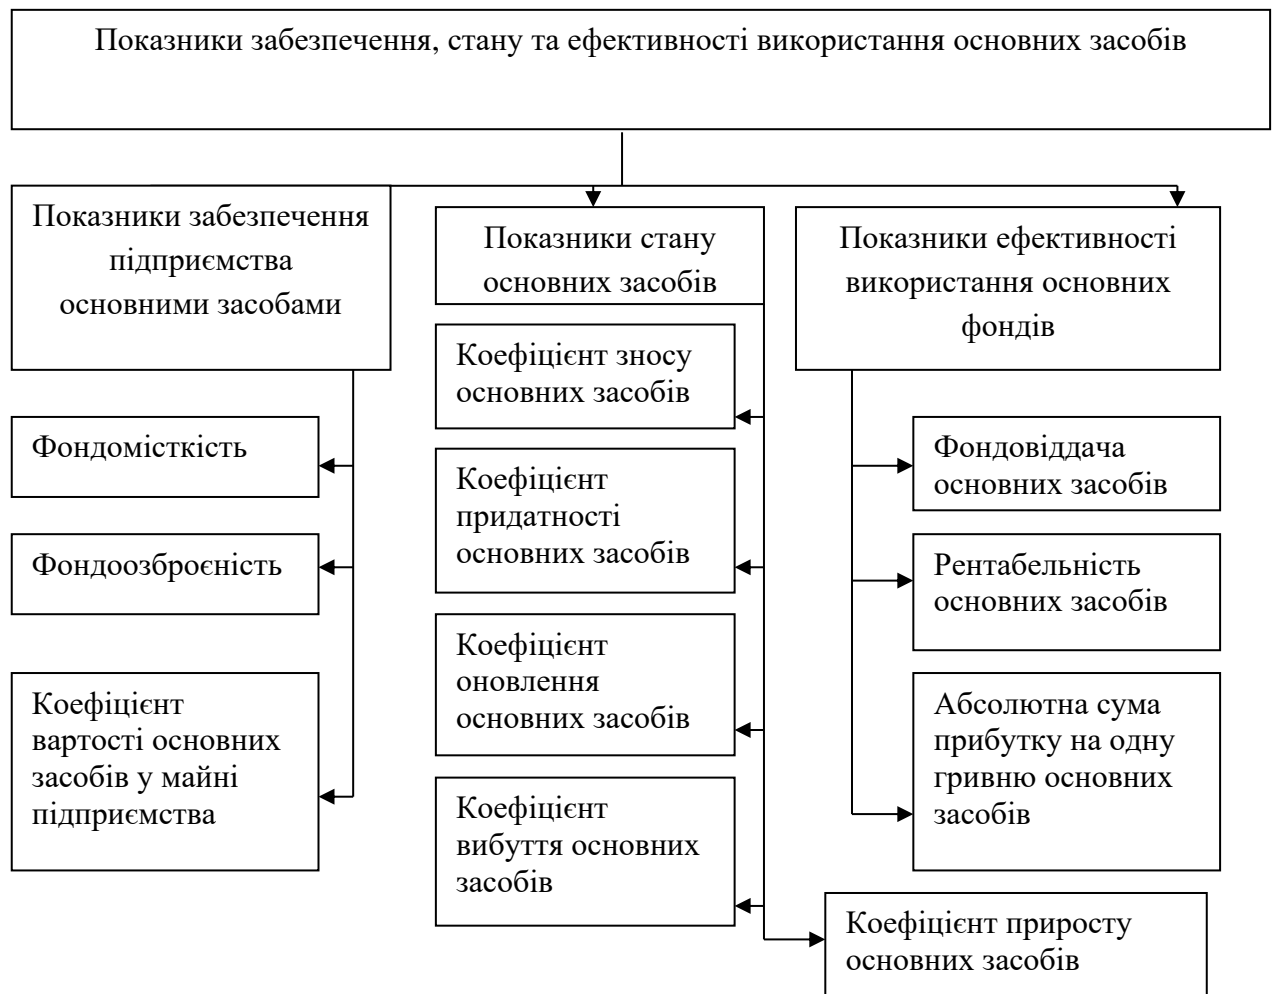 Показники забезпечення, стану та ефективності використання основних засобів
Показники забезпечення
підприємства
основними засобами
Фондомісткість
Фондоозброєність
Коефіцієнт
вартості основних
засобів у майні
підприємства
Показники стану
основних засобів
Коефіцієнт зносу
основних засобів
Коефіцієнт
придатності
основних засобів
Коефіцієнт
оновлення
основних засобів
Коефіцієнт
вибуття основних
засобів
Коефіцієнт приросту
основних засобів
Показники ефективності
використання основних
фондів
Фондовіддача
основних засобів
Рентабельність
основних засобів
Абсолютна сума
прибутку на одну
гривню основних
засобів